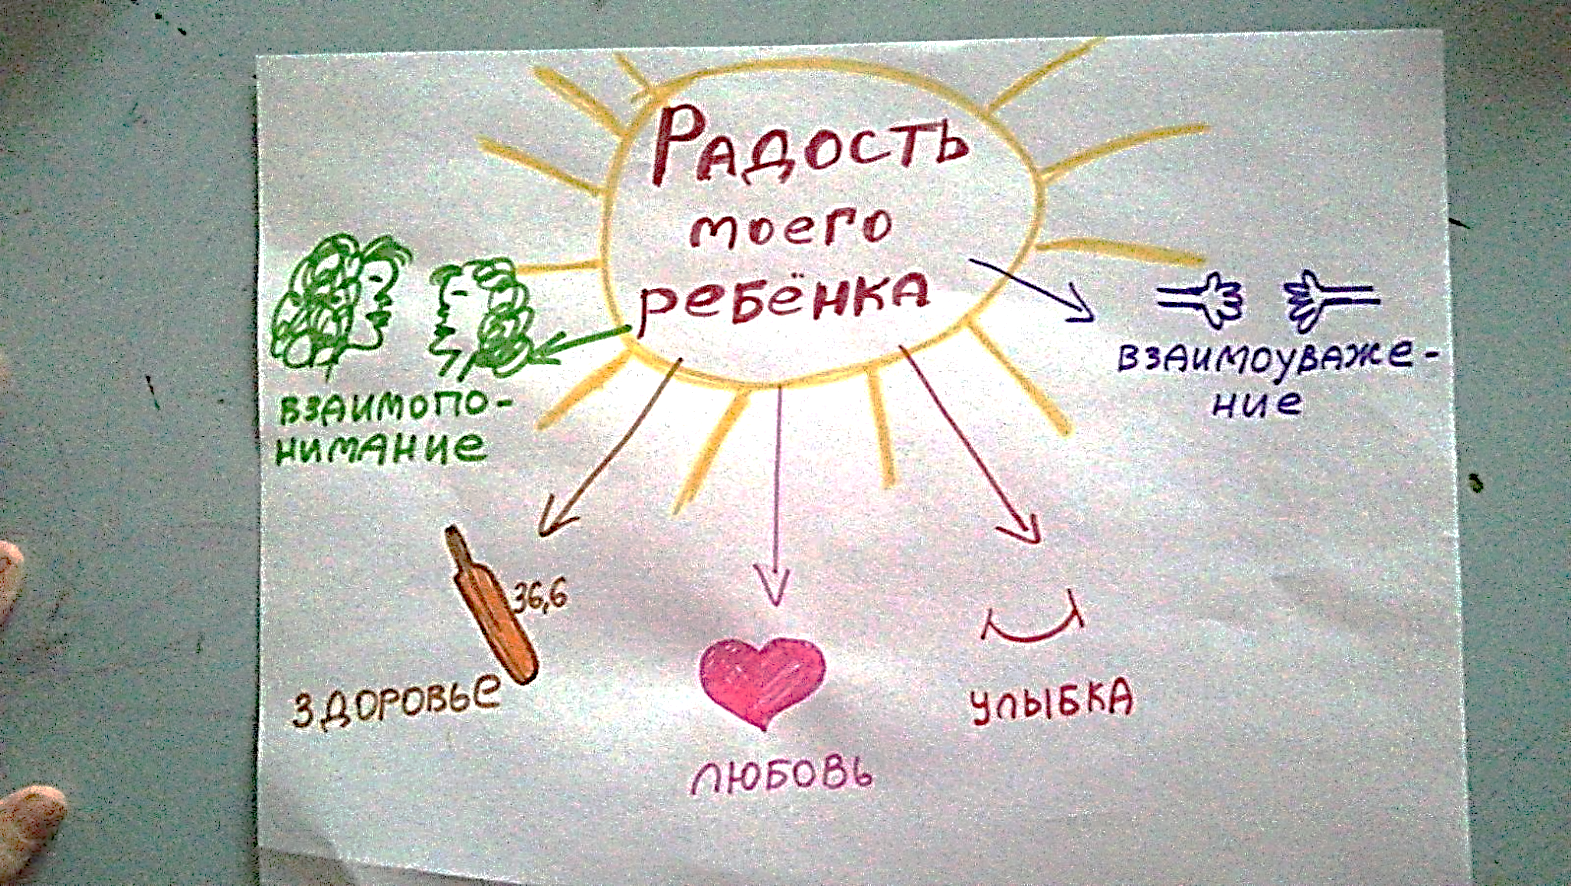 Радость
моего
ребёнка
взаимопо-
нимание
взаимоуваже-
ние
36,6
здоровье
любовь
улыбка